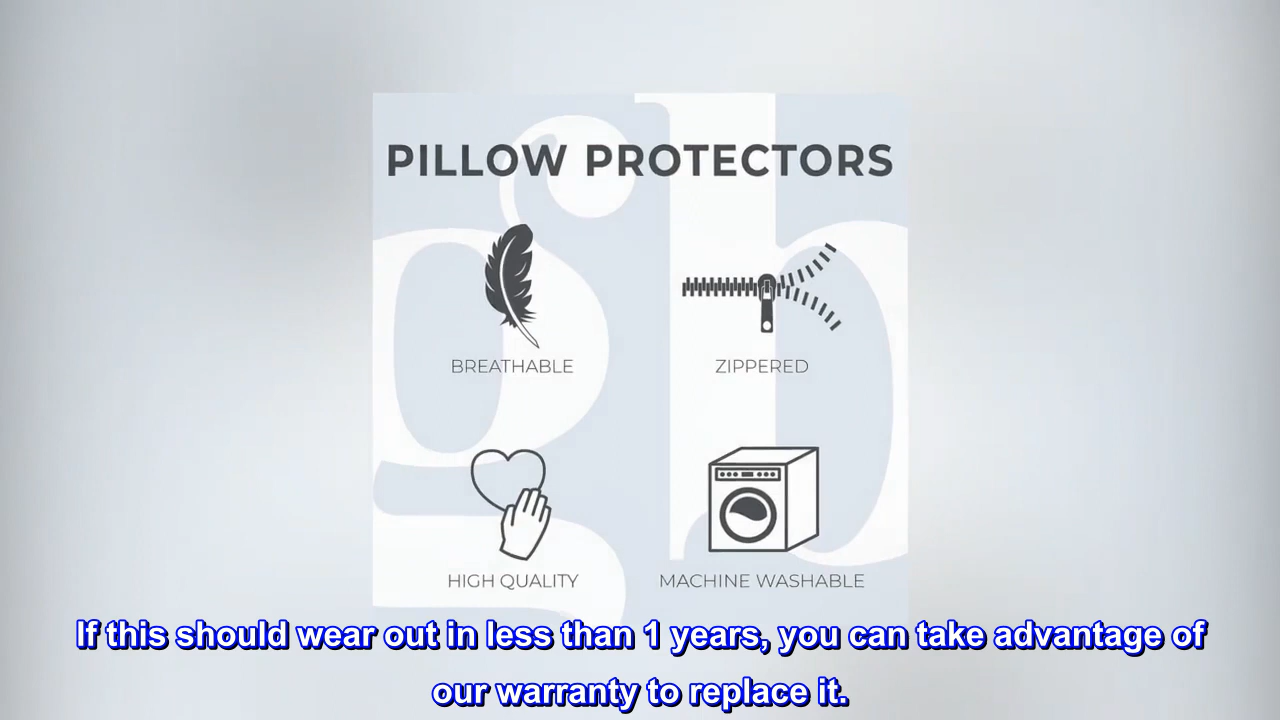 PILLOW PROTECTORS
BREATHABLE
ZIPPERED
HIGH QUALITY
MACHINE WASHABLE
If this should wear out in less than 1 years, you can take advantage of
our warranty to replace it.